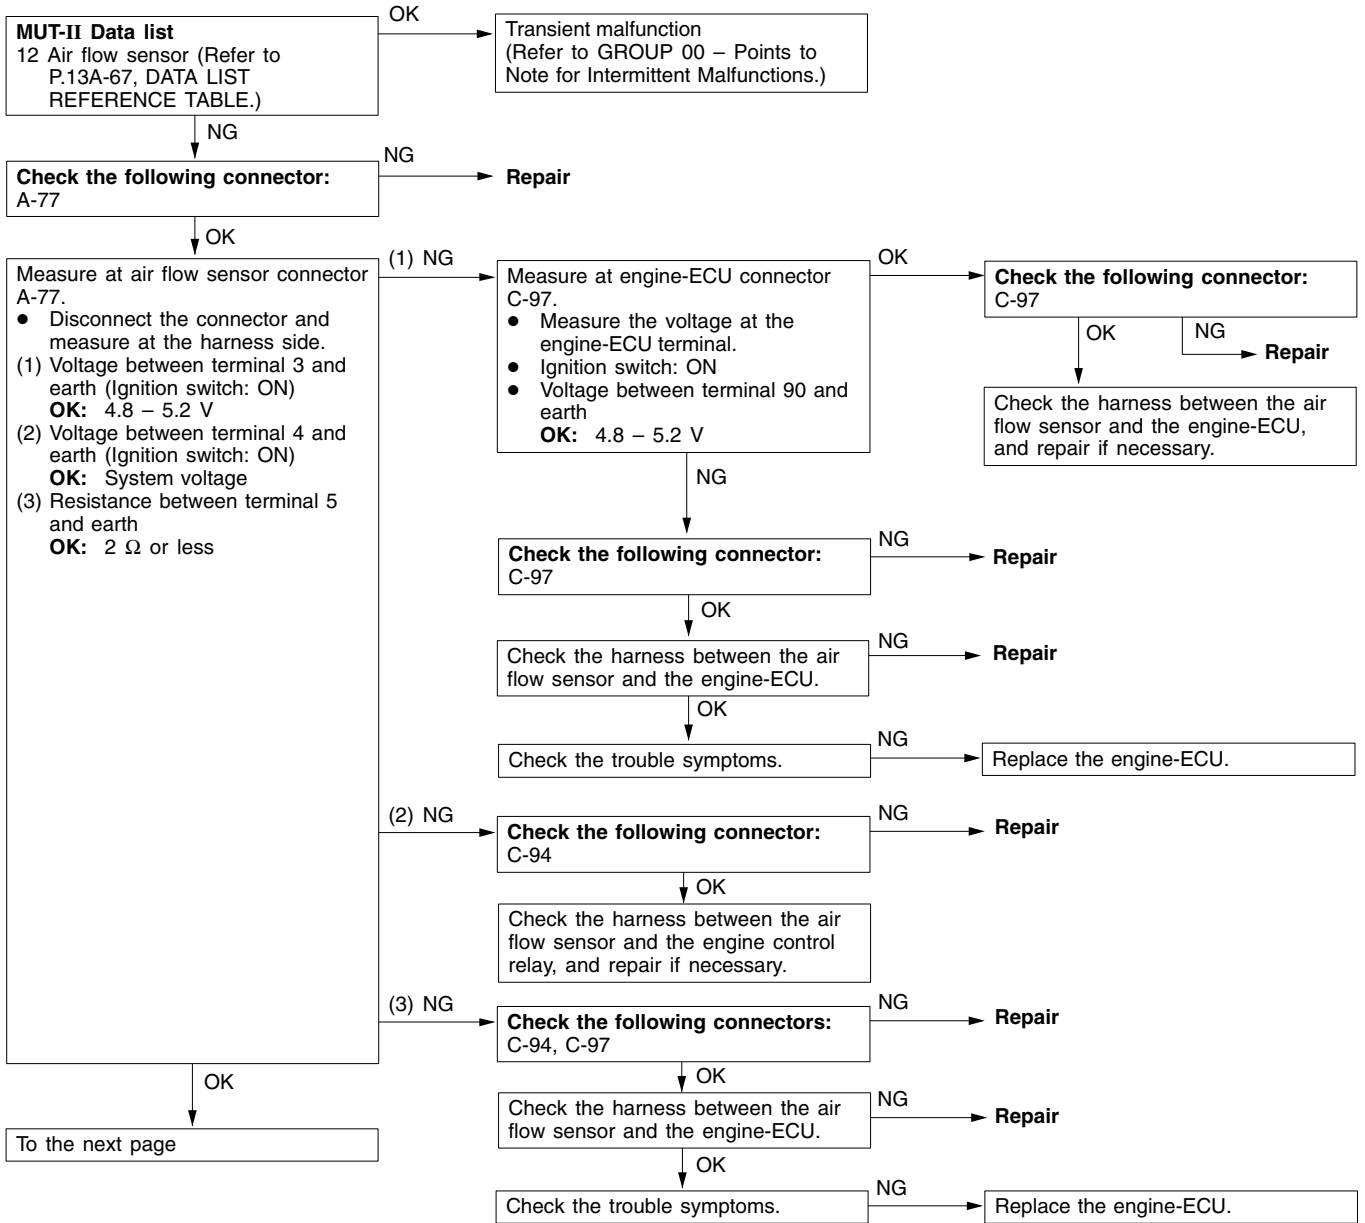 MUT-II Data list
12 Air flow sensor (Refer to
P.13A-67, DATA LIST
REFERENCE TABLE.)
OK
Transient malfunction
(Refer to GROUP 00 – Points to
Note for Intermittent Malfunctions.)
NG
Check the following connector:
A-77
NG
Repair
OK
Measure at air flow sensor connector
A-77.
● Disconnect the connector and
measure at the harness side.
(1) Voltage between terminal 3 and
earth (Ignition switch: ON)
OK: 4.8 – 5.2 V
(2) Voltage between terminal 4 and
earth (Ignition switch: ON)
OK: System voltage
(3) Resistance between terminal 5
and earth
OK: 2 Ω or less
(1) NG
Measure at engine-ECU connector
C-97.
● Measure the voltage at the
engine-ECU terminal.
● Ignition switch: ON
● Voltage between terminal 90 and
earth
OK: 4.8 – 5.2 V
OK
Check the following connector:
C-97
OK
NG
Repair
Check the harness between the air
flow sensor and the engine-ECU,
and repair if necessary.
NG
Check the following connector:
C-97
NG
Repair
OK
Check the harness between the air
flow sensor and the engine-ECU.
NG
Repair
OK
Check the trouble symptoms.
NG
Replace the engine-ECU.
(2) NG
Check the following connector:
C-94
NG
Repair
OK
Check the harness between the air
flow sensor and the engine control
relay, and repair if necessary.
(3) NG
Check the following connectors:
C-94, C-97
NG
Repair
OK
Check the harness between the air
flow sensor and the engine-ECU.
NG
Repair
OK
Check the trouble symptoms.
NG
Replace the engine-ECU.
OK
To the next page